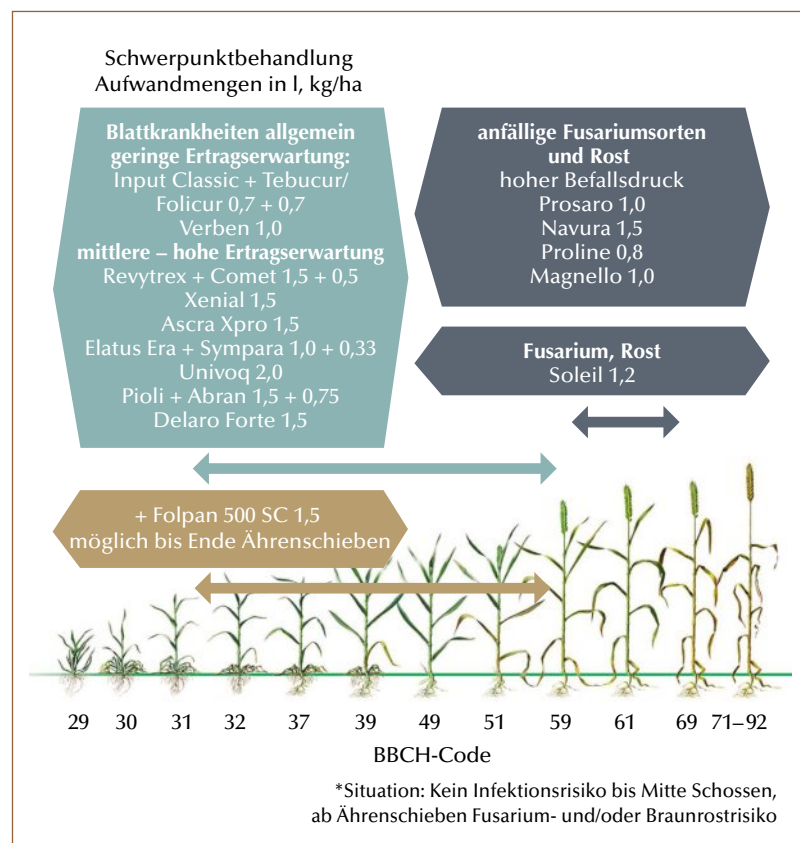 Schwerpunktbehandlung
Aufwandmengen in l, kg/ha
Blattkrankheiten allgemein
geringe Ertragserwartung:
Input Classic + Tebucur/
Folicur 0,7 + 0,7
Verben 1,0
mittlere – hohe Ertragserwartung
Revytrex + Comet 1,5 + 0,5
Xenial 1,5
Ascra Xpro 1,5
Elatus Era + Sympara 1,0 + 0,33
Univoq 2,0
Pioli + Abran 1,5 + 0,75
Delaro Forte 1,5
anfällige Fusariumsorten
und Rost
hoher Befallsdruck
Prosaro 1,0
Navura 1,5
Proline 0,8
Magnello 1,0
Fusarium, Rost
Soleil 1,2
+ Folpan 500 SC 1,5
möglich bis Ende Ährenschieben
29 30 31 32 37 39 49 51 59 61 69 71–92
BBCH-Code
*Situation: Kein Infektionsrisiko bis Mitte Schossen,
ab Ährenschieben Fusarium- und/oder Braunrostrisiko